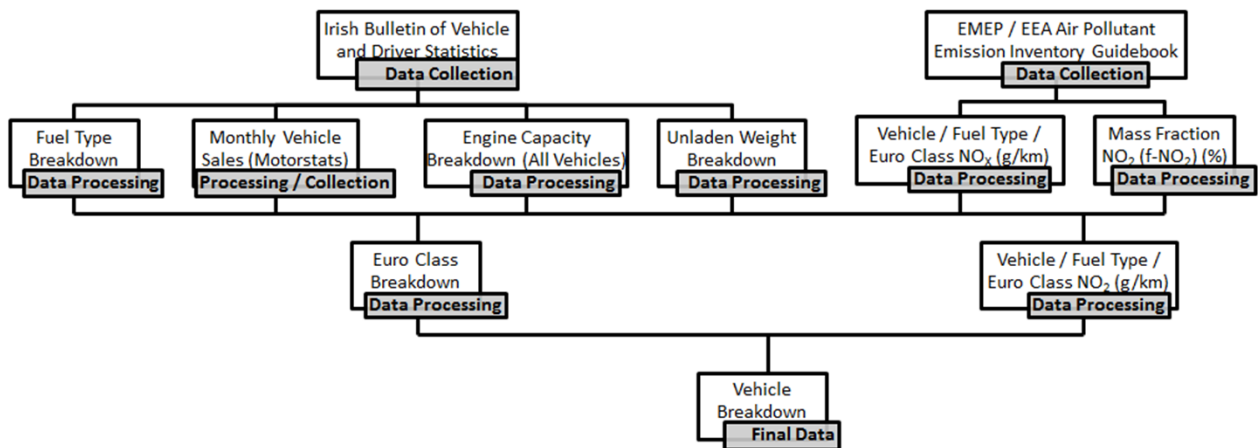 Irish Bulletin of Vehicle
and Driver Statistics
Data Collection
EMEP / EEA Air Pollutant
Emission Inventory Guidebook
Data Collection
Fuel Type
Breakdown
Data Processing
Monthly Vehicle
Sales (Motorstats)
Processing / Collection
Engine Capacity
Breakdown (All Vehicles)
Data Processing
Unladen Weight
Breakdown
Data Processing
Vehicle / Fuel Type /
Euro Class NOX (g/km)
Data Processing
Mass Fraction
NO2 (f-NO2) (%)
Data Processing
Euro Class
Breakdown
Data Processing
Vehicle / Fuel Type /
Euro Class NO2 (g/km)
Data Processing
Vehicle
Breakdown
Final Data